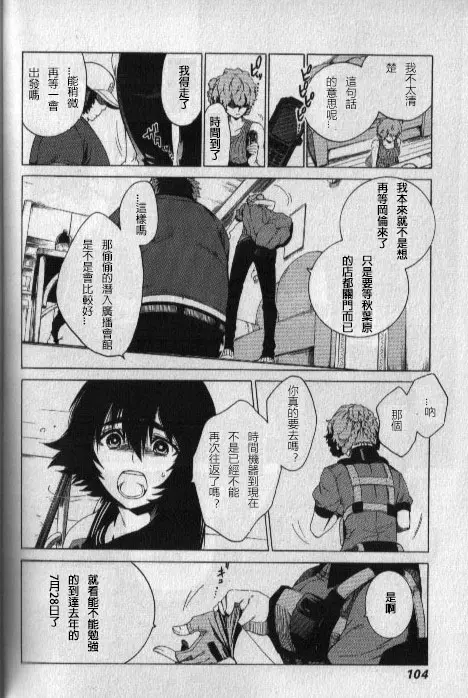 我不太清
楚
這句話
的意思呢…
時間到了
我得走了
…能稍微
再等一會
出發嗎
我本來就不是想
再等岡倫來了
只是要等秋葉原
的店都關門而已
…這樣嗎
那偷偷的潛入廣播會館
是不是會比較好…
…吶
那個
你真的要去嗎？
時間機器到現在
不是已經不能
再次往返了嗎？
是啊
就看能不能勉強
的到達去年的
7月28日了
104